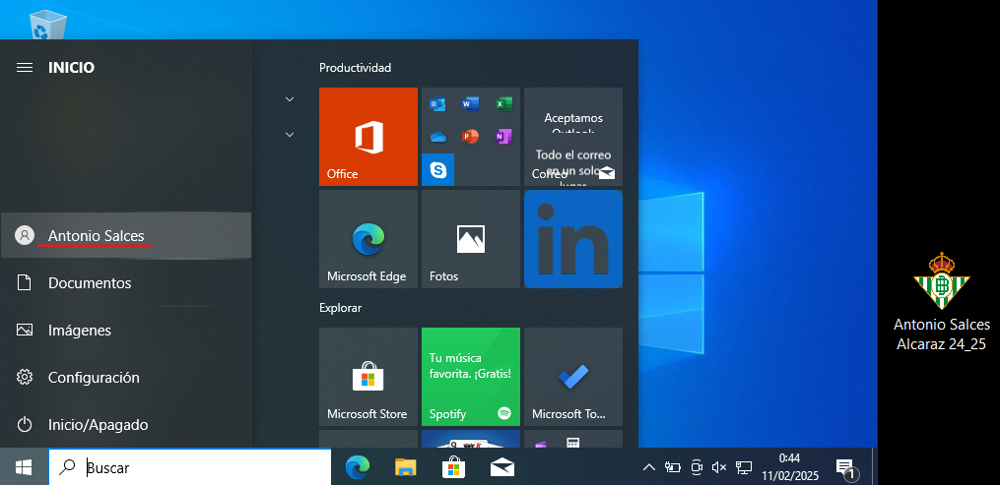 INICIO
Antonio Salces
Documentos
Imágenes
Configuración
Inicio/Apagado
Productividad
Office
Aceptamos
Outlook
Todo el correo
en un solo
lugar
Correo
Microsoft Edge
Fotos
in
Explorar
Microsoft Store
Tu música
favorita. ¡Gratis!
Spotify
Microsoft To...
Buscar
0:44
11/02/2025
1
Antonio Salces
Alcaraz 24_25